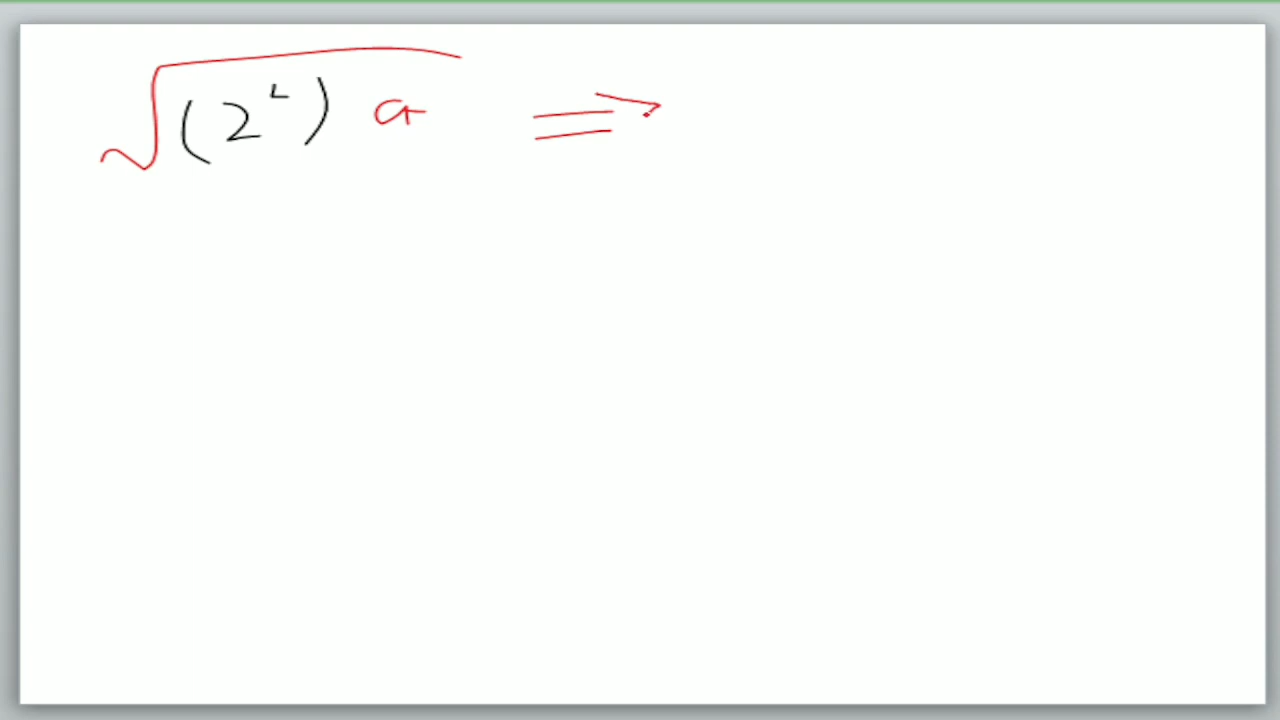 √(2²) a ⇒